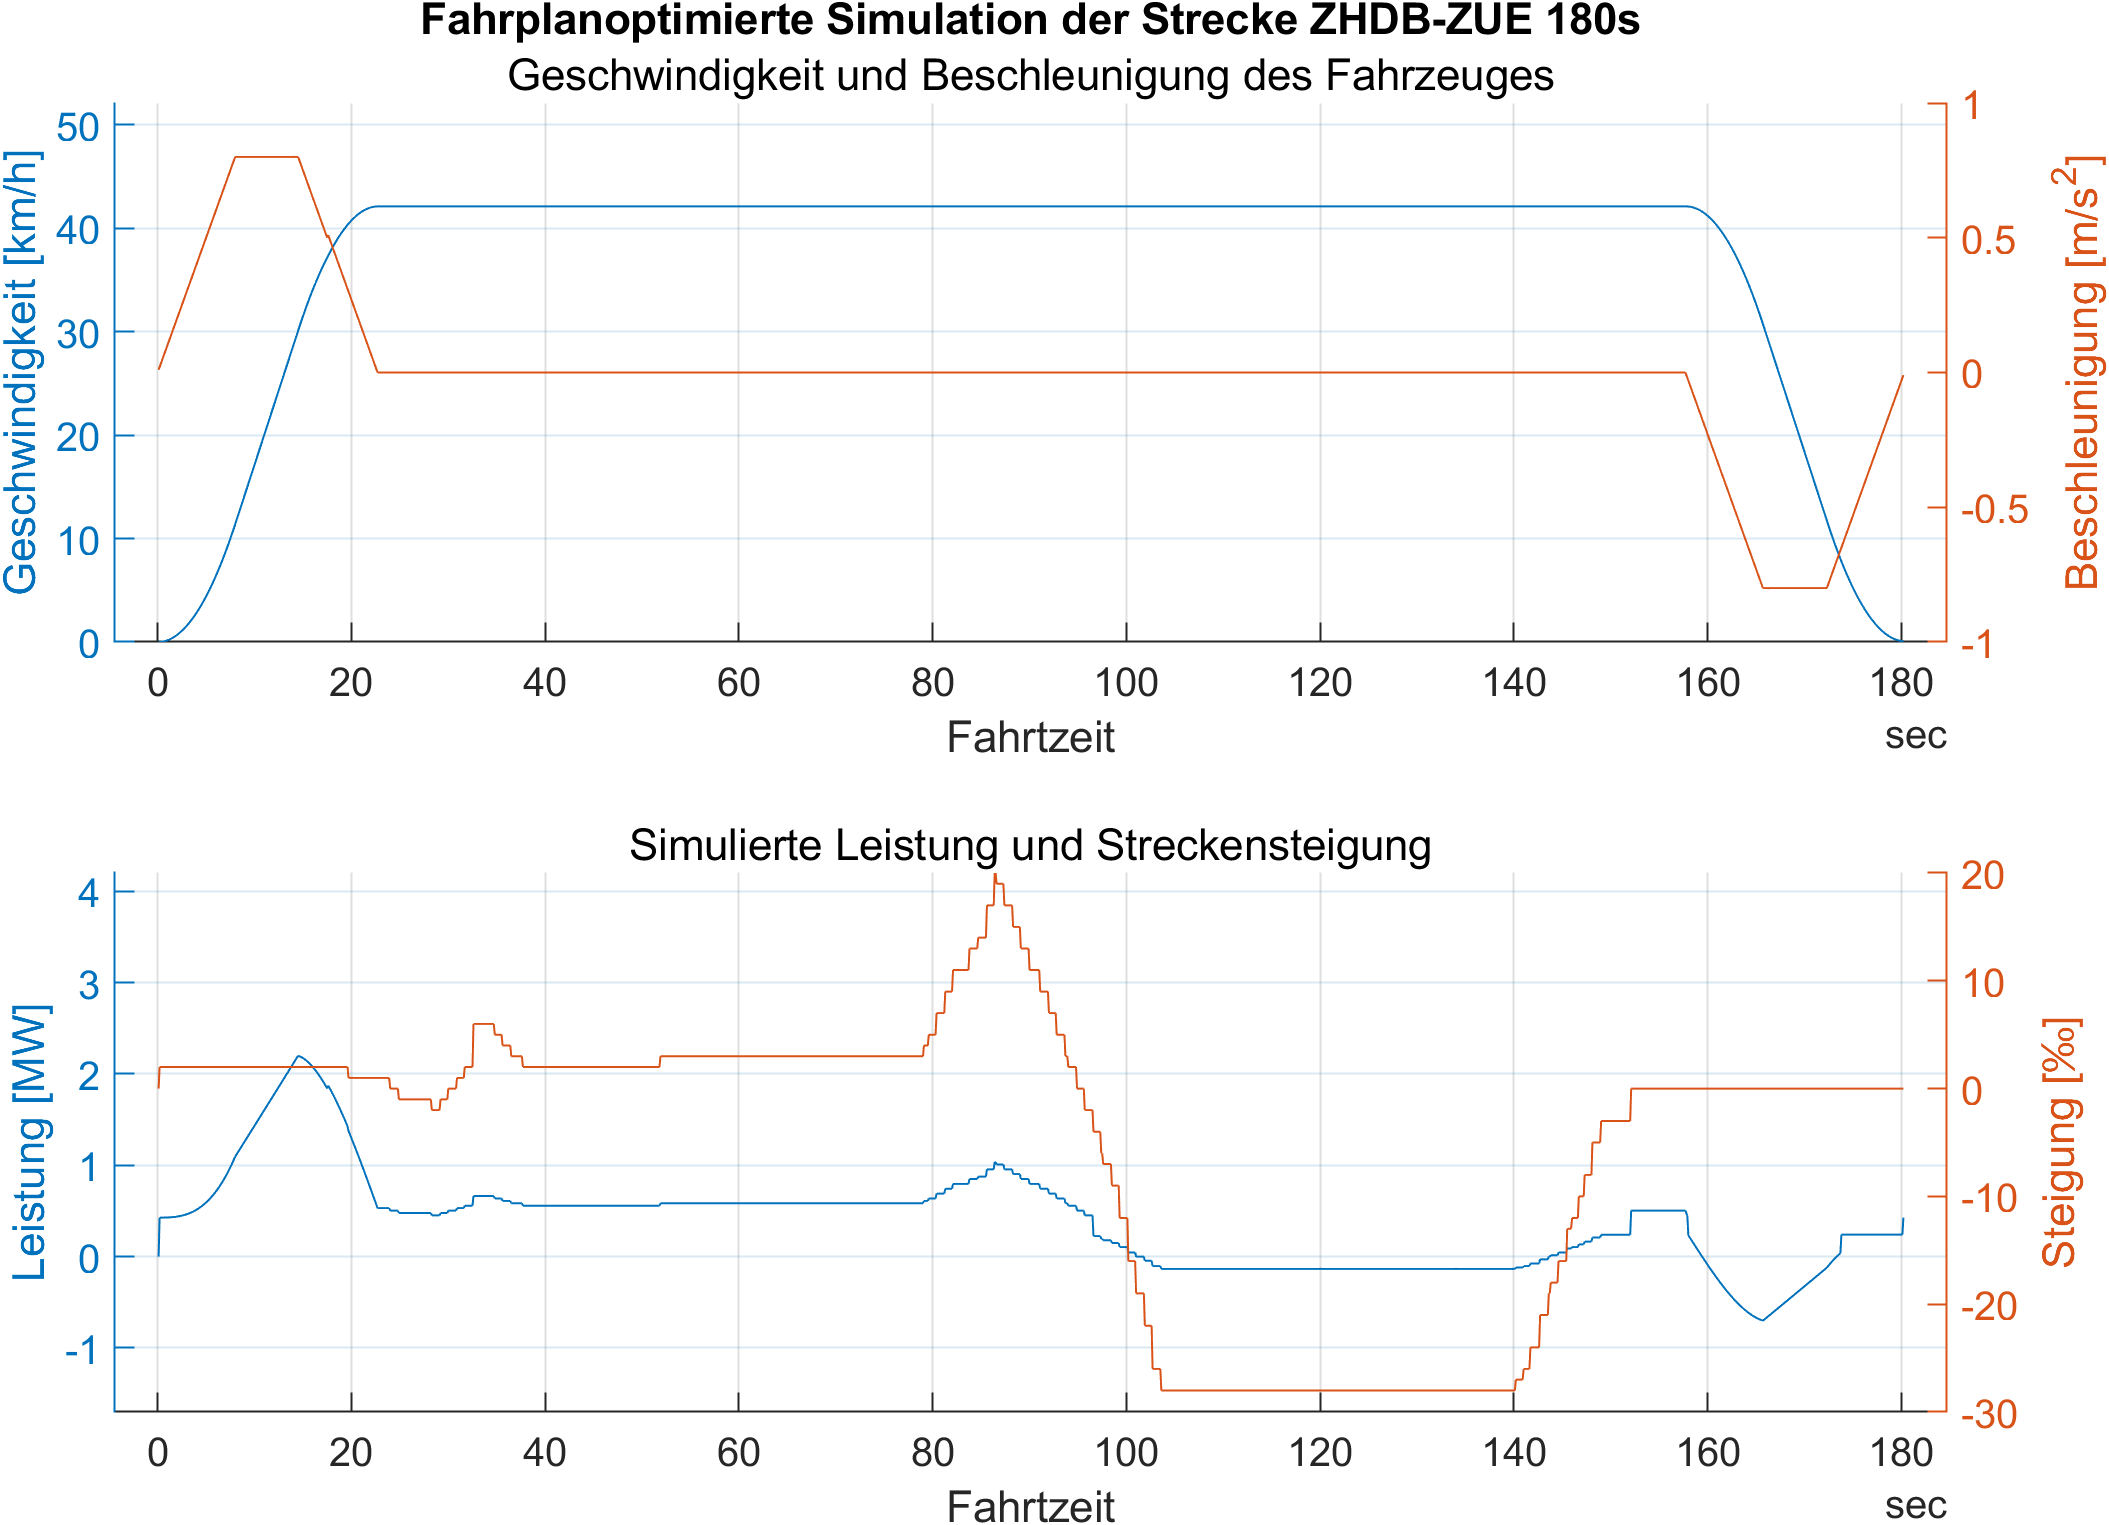 Fahrplanoptimierte Simulation der Strecke ZHDB-ZUE 180s
Geschwindigkeit und Beschleunigung des Fahrzeuges
Geschwindigkeit [km/h]
50
40
30
20
10
0
1
0.5
0
-0.5
-1
Beschleunigung [m/s²]
0 20 40 60 80 100 120 140 160 180
Fahrtzeit
sec
Simulierte Leistung und Streckensteigung
Leistung [MW]
4
3
2
1
0
-1
20
10
0
-10
-20
-30
Steigung [‰]
0 20 40 60 80 100 120 140 160 180
Fahrtzeit
sec